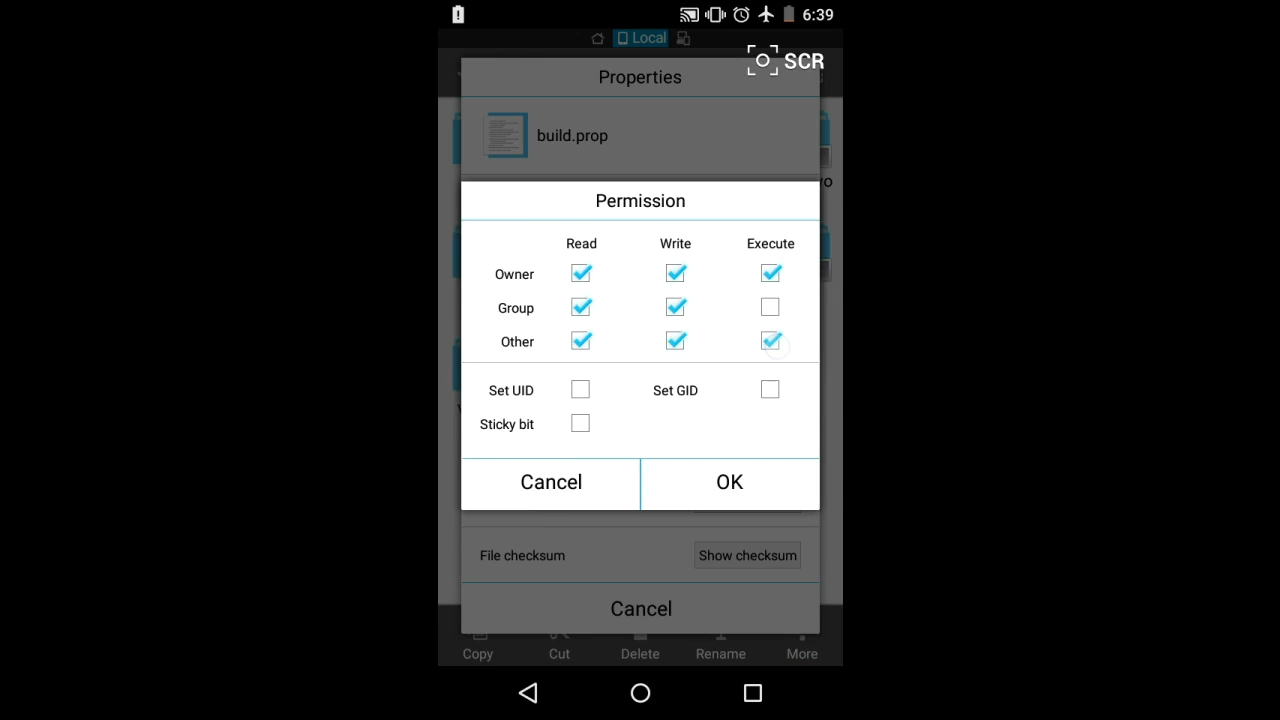 6:39
Local
SCR
Properties
build.prop
Permission
Read Write Execute
Owner
Group
Other
Set UID Set GID
Sticky bit
Cancel OK
File checksum Show checksum
Cancel
Copy Cut Delete Rename More